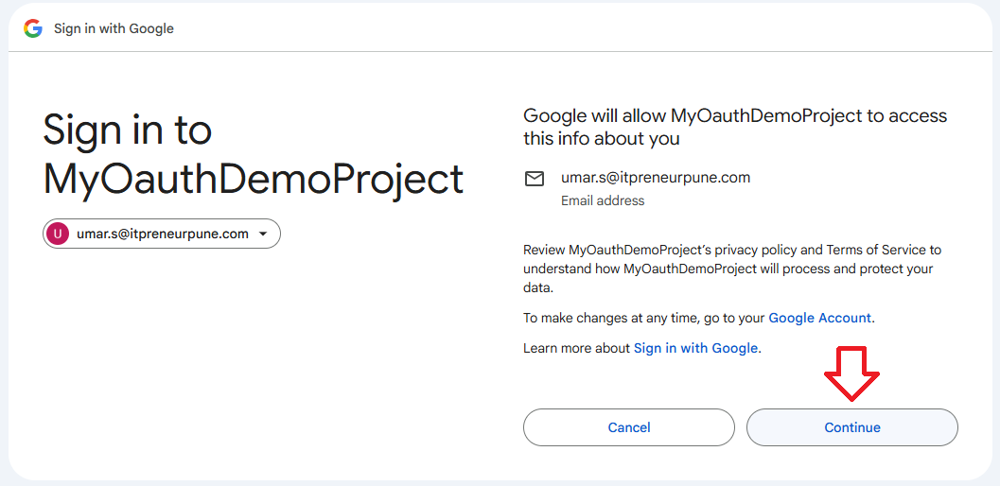 Sign in with Google
Sign in to
MyOauthDemoProject
U umar.s@itpreneurpune.com
Google will allow MyOauthDemoProject to access
this info about you
umar.s@itpreneurpune.com
Email address
Review MyOauthDemoProject’s privacy policy and Terms of Service to
understand how MyOauthDemoProject will process and protect your
data.
To make changes at any time, go to your Google Account.
Learn more about Sign in with Google.
Cancel
Continue